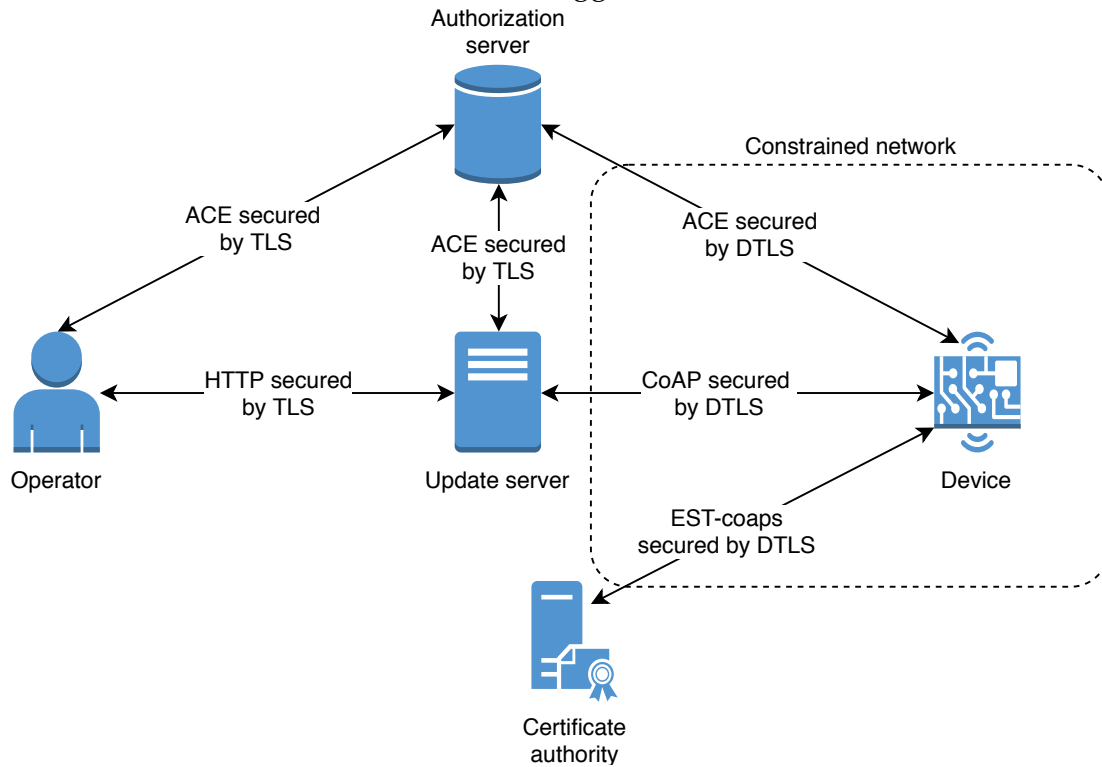 Authorization
server
Constrained network
ACE secured
by TLS
ACE secured
by TLS
ACE secured
by DTLS
HTTP secured
by TLS
CoAP secured
by DTLS
Operator
Update server
Device
EST-coaps
secured by DTLS
Certificate
authority